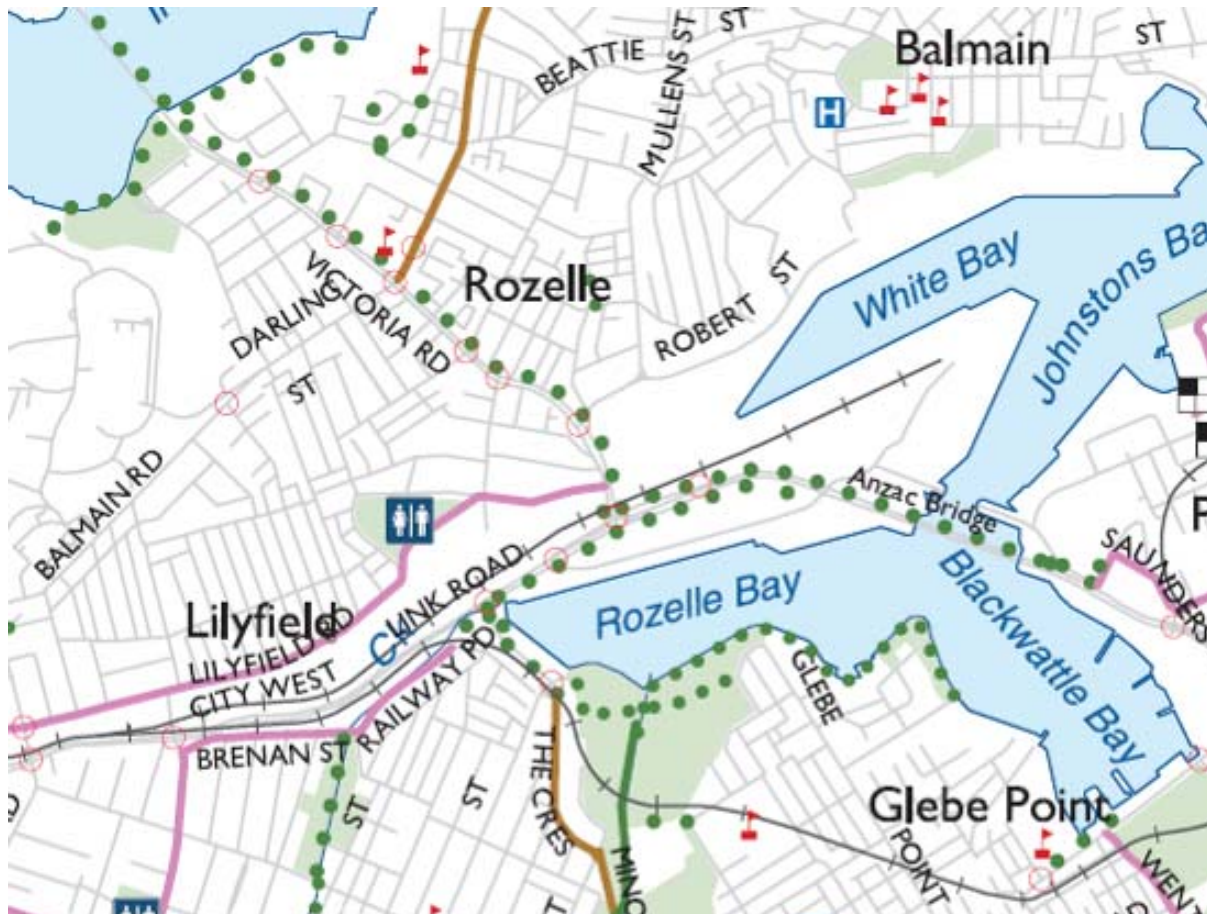 ST
ST
Balmain
BEATTIE
MULLENS ST
H
White Bay
Johnstons Ba
VICTORIA RD
Rozelle
DARLING
ST
ROBERT ST
BALMAIN RD
Anzac Bridge
P
SAUNDERS
LINK ROAD
Rozelle Bay
Blackwattle Bay
Lilyfield
LILYFIELD RD
CITY WEST
RAILWAY PD
GLEBE
BRENAN ST
THE CRES
ST
ST
Glebe Point
POINT
MINO
WENT
ST